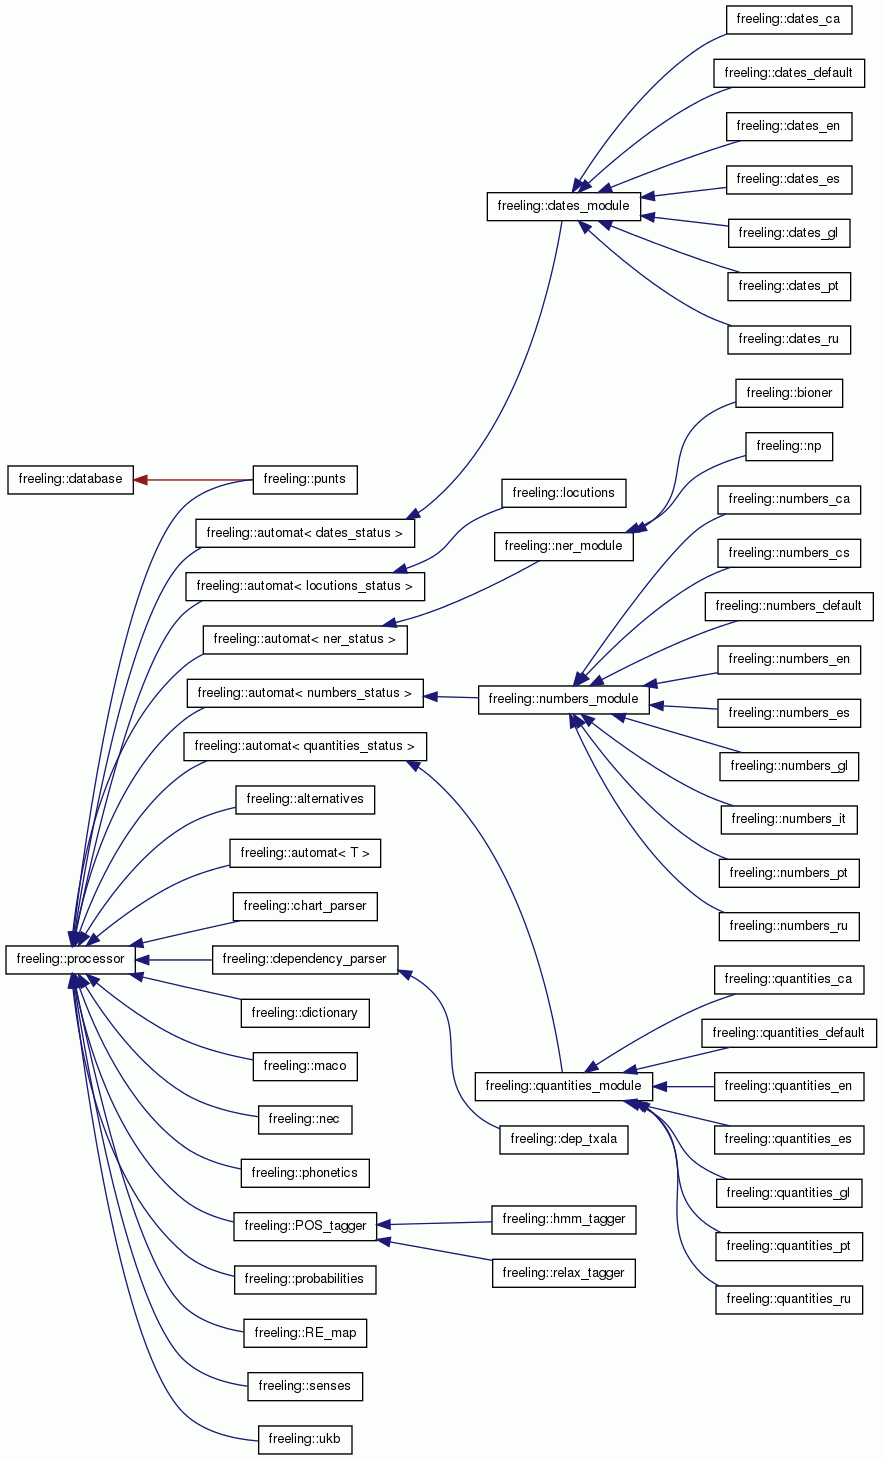 freeling::dates_ca
freeling::dates_default
freeling::dates_en
freeling::dates_es
freeling::dates_module
freeling::dates_gl
freeling::dates_pt
freeling::dates_ru
freeling::bioner
freeling::np
freeling::database
freeling::punts
freeling::locutions
freeling::numbers_ca
freeling::automat< dates_status >
freeling::ner_module
freeling::numbers_cs
freeling::automat< locutions_status >
freeling::numbers_default
freeling::automat< ner_status >
freeling::numbers_en
freeling::automat< numbers_status >
freeling::numbers_module
freeling::numbers_es
freeling::automat< quantities_status >
freeling::numbers_gl
freeling::alternatives
freeling::numbers_it
freeling::automat< T >
freeling::numbers_pt
freeling::chart_parser
freeling::numbers_ru
freeling::processor
freeling::dependency_parser
freeling::quantities_ca
freeling::dictionary
freeling::quantities_default
freeling::maco
freeling::quantities_module
freeling::quantities_en
freeling::nec
freeling::dep_txala
freeling::quantities_es
freeling::phonetics
freeling::quantities_gl
freeling::POS_tagger
freeling::hmm_tagger
freeling::quantities_pt
freeling::probabilities
freeling::relax_tagger
freeling::quantities_ru
freeling::RE_map
freeling::senses
freeling::ukb